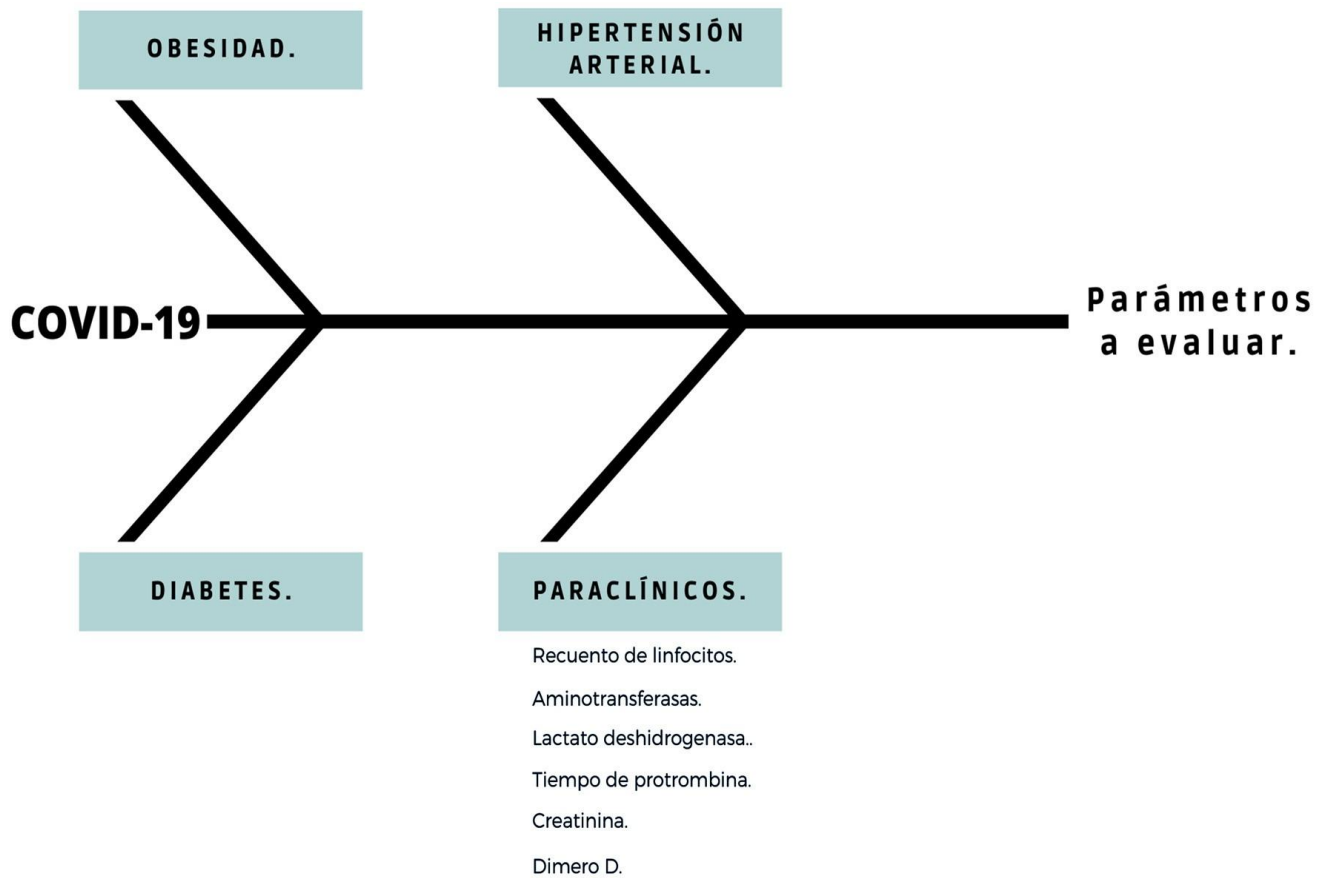 OBESIDAD.
HIPERTENSIÓN
ARTERIAL.
COVID-19
Parámetros
a evaluar.
DIABETES.
PARACLÍNICOS.
Recuento de linfocitos.
Aminotransferasas.
Lactato deshidrogenasa..
Tiempo de protrombina.
Creatinina.
Dimero D.